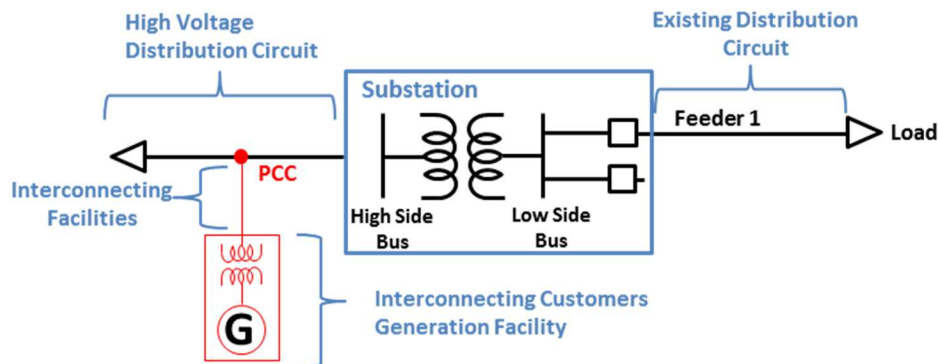 High Voltage
Distribution Circuit
Existing Distribution
Circuit
Substation
Feeder 1
Load
PCC
Interconnecting
Facilities
High Side
Bus
Low Side
Bus
G
Interconnecting Customers
Generation Facility